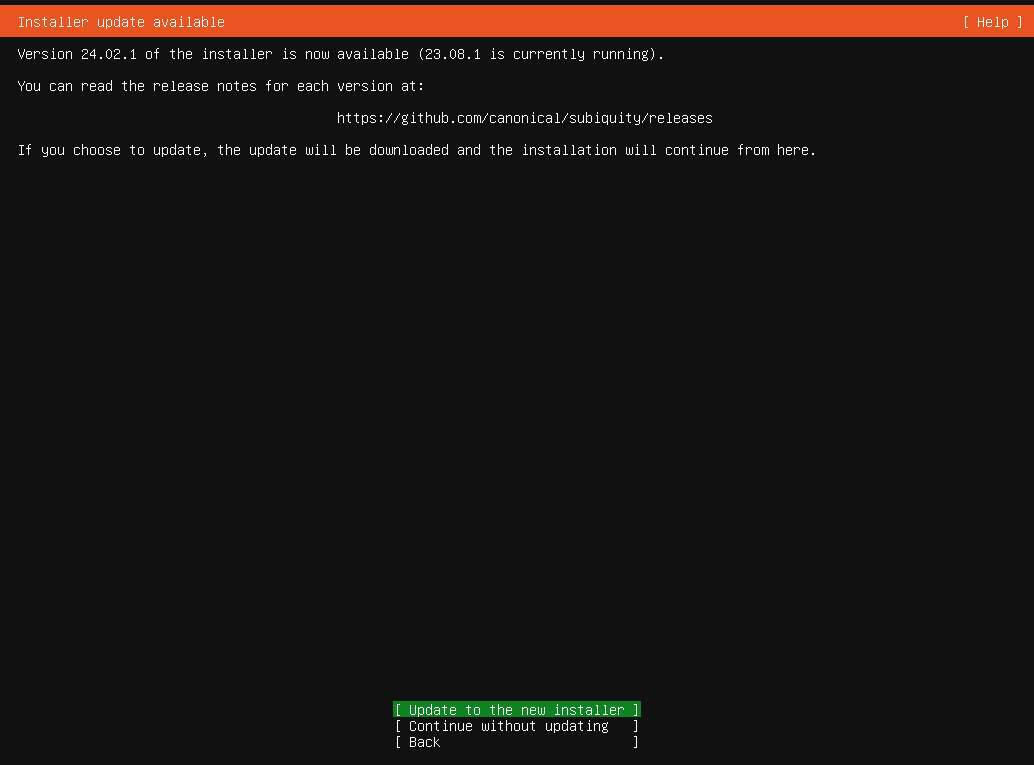 Installer update available [ Help ]
Version 24.02.1 of the installer is now available (23.08.1 is currently running).
You can read the release notes for each version at:
https://github.com/canonical/subiquity/releases
If you choose to update, the update will be downloaded and the installation will continue from here.
[ Update to the new installer ]
[ Continue without updating ]
[ Back ]